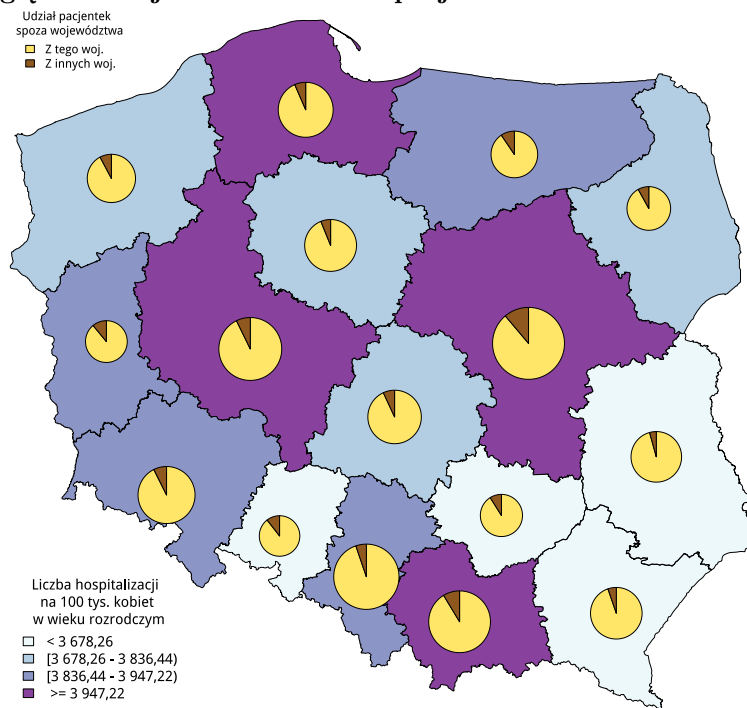 Udział pacjentek
spoza województwa
Z tego woj.
Z innych woj.
Liczba hospitalizacji
na 100 tys. kobiet
w wieku rozrodczym
< 3 678,26
[3 678,26 - 3 836,44)
[3 836,44 - 3 947,22)
>= 3 947,22